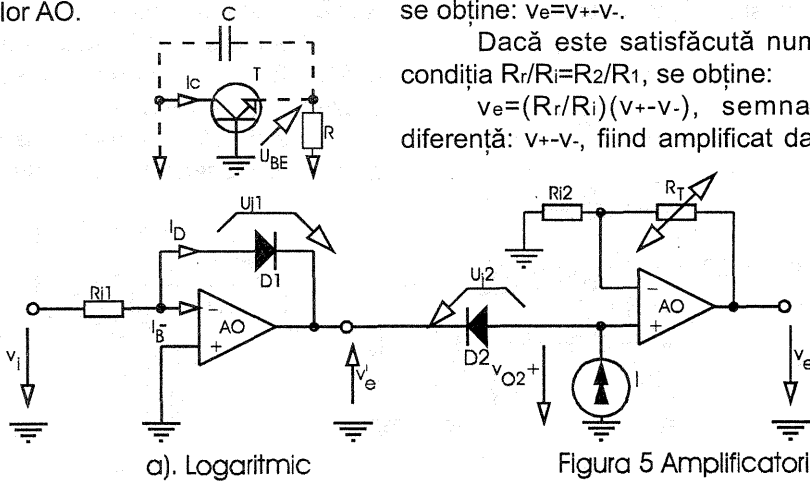 lor AO.
se obține: ve=v+-v-.
Dacă este satisfăcută num
condiția Rr/Ri=R2/R1, se obține:
ve=(Rr/Ri)(v+-v-), semna
diferență: v+-v-, fiind amplificat da
C
Ic
T
R
UBE
Uj1
ID
D1
Ri1
IB-
-
AO
+
vi
v'e
Uj2
D2
vO2+
I
Ri2
RT
-
AO
+
ve
a). Logaritmic
Figura 5 Amplificatori